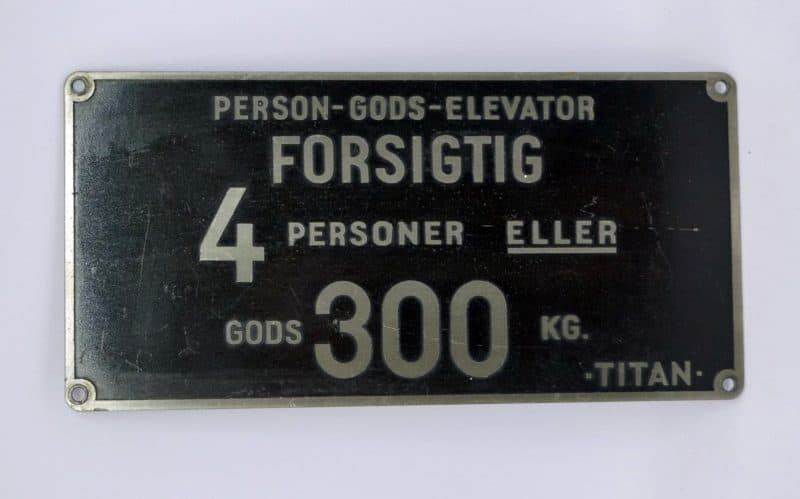 PERSON-GODS-ELEVATOR
FORSIGTIG
4 PERSONER ELLER
GODS 300 KG.
·TITAN·